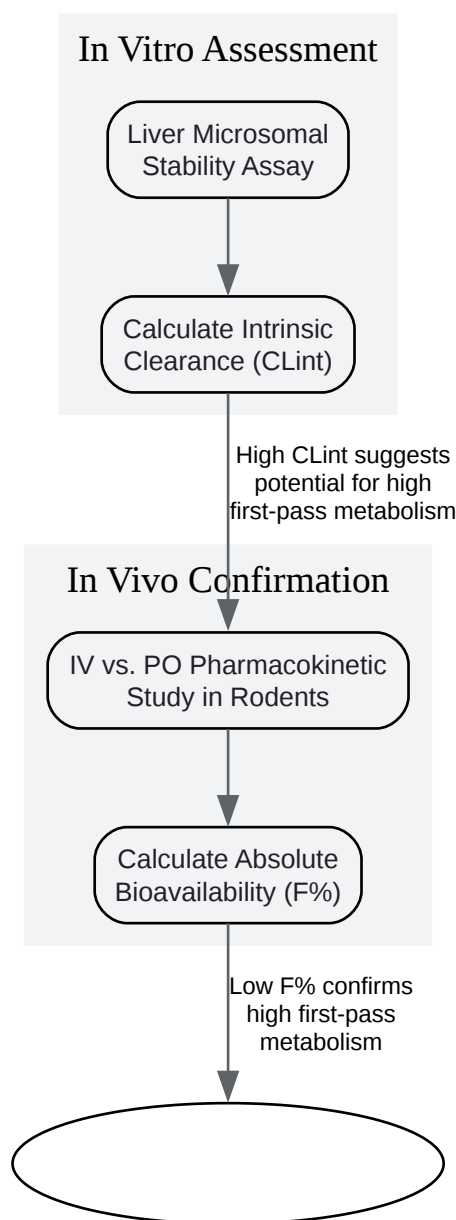 In Vitro Assessment
Liver Microsomal
Stability Assay
Calculate Intrinsic
Clearance (CLint)
High CLint suggests
potential for high
first-pass metabolism
In Vivo Confirmation
IV vs. PO Pharmacokinetic
Study in Rodents
Calculate Absolute
Bioavailability (F%)
Low F% confirms
high first-pass
metabolism